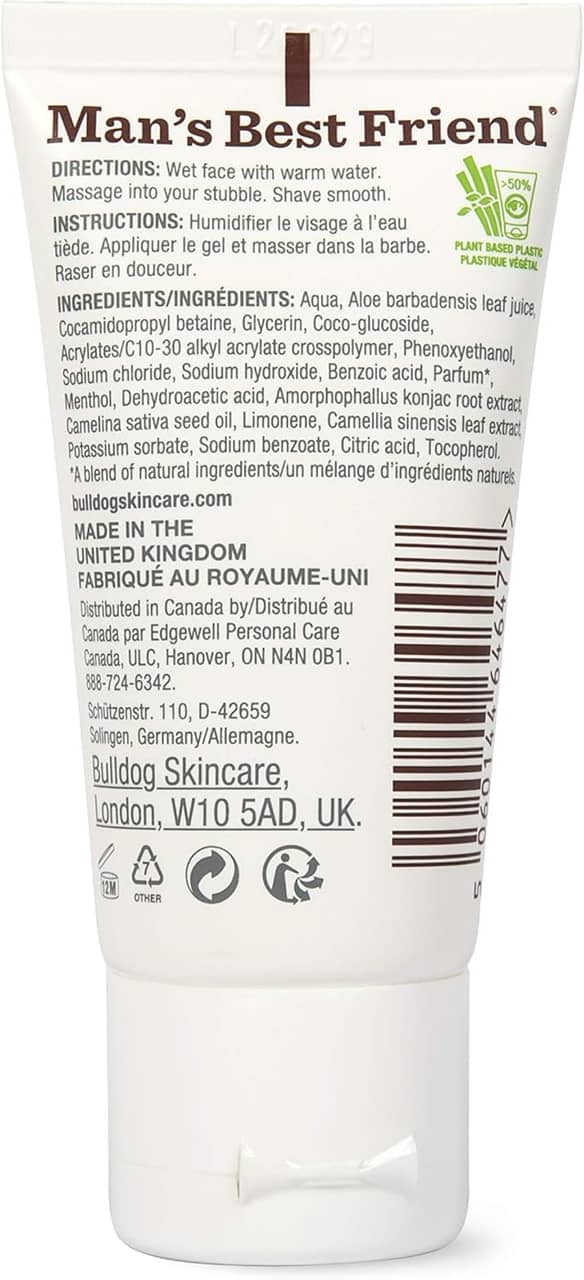 L26029
Man's Best Friend®
DIRECTIONS: Wet face with warm water.
Massage into your stubble. Shave smooth.
INSTRUCTIONS: Humidifier le visage à l'eau
tiède. Appliquer le gel et masser dans la barbe.
Raser en douceur.
>50%
PLANT BASED PLASTIC
PLASTIQUE VÉGÉTAL
INGREDIENTS/INGRÉDIENTS: Aqua, Aloe barbadensis leaf juice,
Cocamidopropyl betaine, Glycerin, Coco-glucoside,
Acrylates/C10-30 alkyl acrylate crosspolymer, Phenoxyethanol,
Sodium chloride, Sodium hydroxide, Benzoic acid, Parfum*,
Menthol, Dehydroacetic acid, Amorphophallus konjac root extract,
Camelina sativa seed oil, Limonene, Camellia sinensis leaf extract,
Potassium sorbate, Sodium benzoate, Citric acid, Tocopherol.
*A blend of natural ingredients/un mélange d'ingrédients naturels.
bulldogskincare.com
MADE IN THE
UNITED KINGDOM
FABRIQUÉ AU ROYAUME-UNI
Distributed in Canada by/Distribué au
Canada par Edgewell Personal Care
Canada, ULC, Hanover, ON N4N 0B1.
888-724-6342.
Schützenstr. 110, D-42659
Solingen, Germany/Allemagne.
Bulldog Skincare,
London, W10 5AD, UK.
12M
7
OTHER
5 060144 646477 >